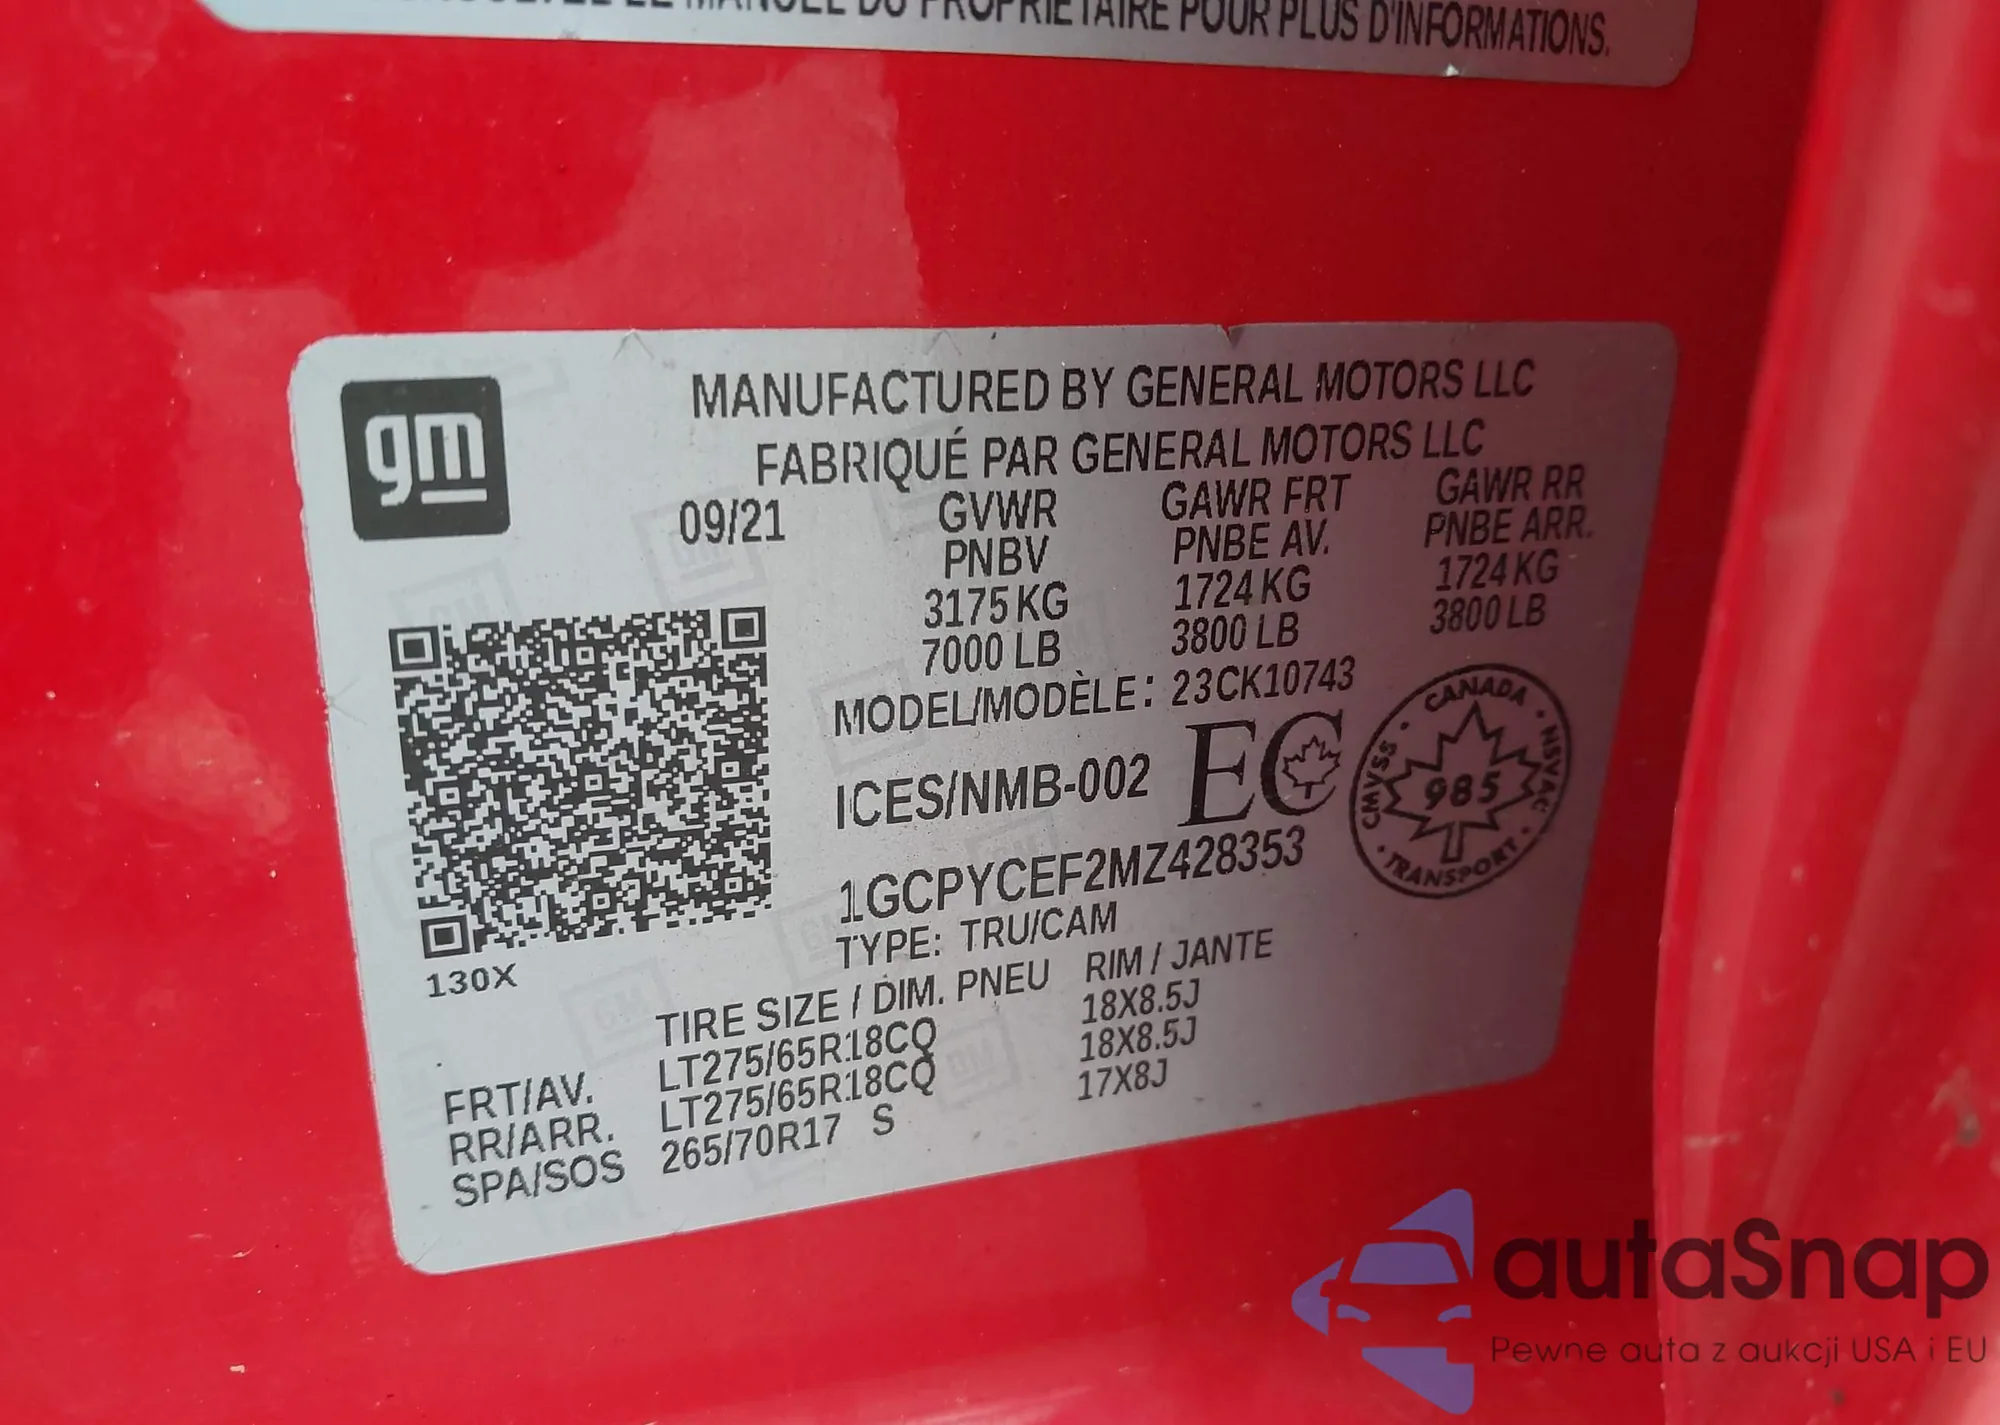 LE MANUEL DU PROPRIÉTAIRE POUR PLUS D'INFORMATIONS.
gm
MANUFACTURED BY GENERAL MOTORS LLC
FABRIQUÉ PAR GENERAL MOTORS LLC
09/21 GVWR GAWR FRT GAWR RR
PNBV PNBE AV. PNBE ARR.
3175 KG 1724 KG 1724 KG
7000 LB 3800 LB 3800 LB
MODEL/MODÈLE: 23CK10743
ICES/NMB-002 EC
CANADA · NSVAC · TRANSPORT · CMVSS ·
985
1GCPYCEF2MZ428353
TYPE: TRU/CAM
130X
TIRE SIZE / DIM. PNEU RIM / JANTE
FRT/AV. LT275/65R18CQ 18X8.5J
RR/ARR. LT275/65R18CQ 18X8.5J
SPA/SOS 265/70R17 S 17X8J
autaSnap
Pewne auta z aukcji USA i EU